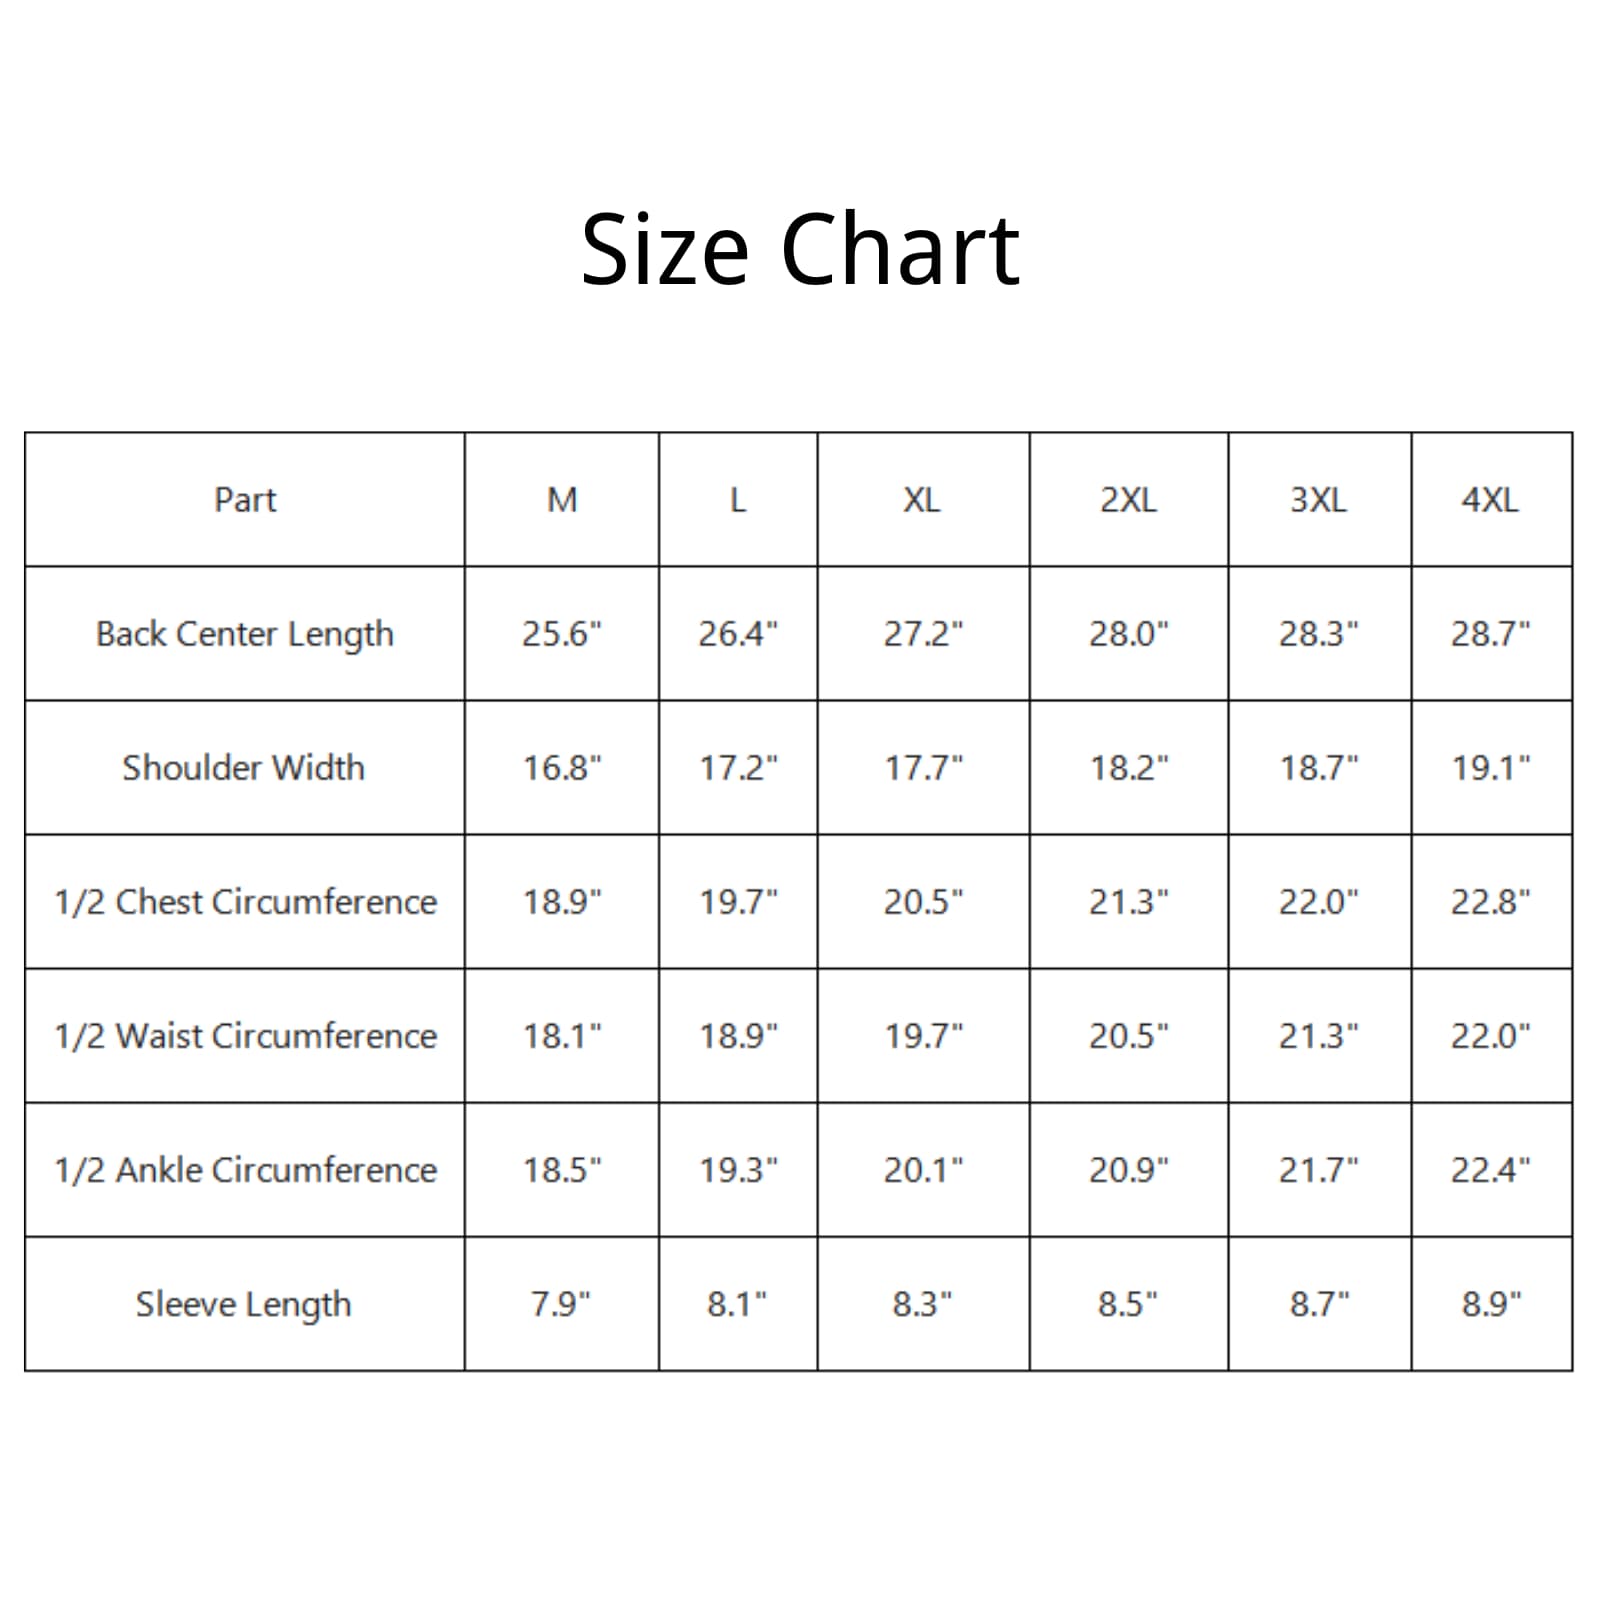 Size Chart
Part M L XL 2XL 3XL 4XL
Back Center Length 25.6" 26.4" 27.2" 28.0" 28.3" 28.7"
Shoulder Width 16.8" 17.2" 17.7" 18.2" 18.7" 19.1"
1/2 Chest Circumference 18.9" 19.7" 20.5" 21.3" 22.0" 22.8"
1/2 Waist Circumference 18.1" 18.9" 19.7" 20.5" 21.3" 22.0"
1/2 Ankle Circumference 18.5" 19.3" 20.1" 20.9" 21.7" 22.4"
Sleeve Length 7.9" 8.1" 8.3" 8.5" 8.7" 8.9"